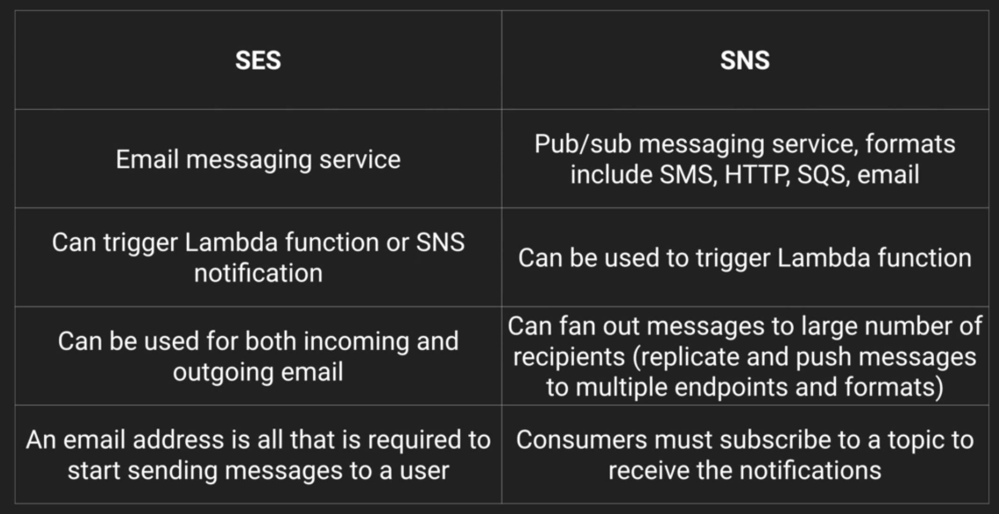 SES
SNS
Email messaging service
Pub/sub messaging service, formats
include SMS, HTTP, SQS, email
Can trigger Lambda function or SNS
notification
Can be used to trigger Lambda function
Can be used for both incoming and
outgoing email
Can fan out messages to large number of
recipients (replicate and push messages
to multiple endpoints and formats)
An email address is all that is required to
start sending messages to a user
Consumers must subscribe to a topic to
receive the notifications